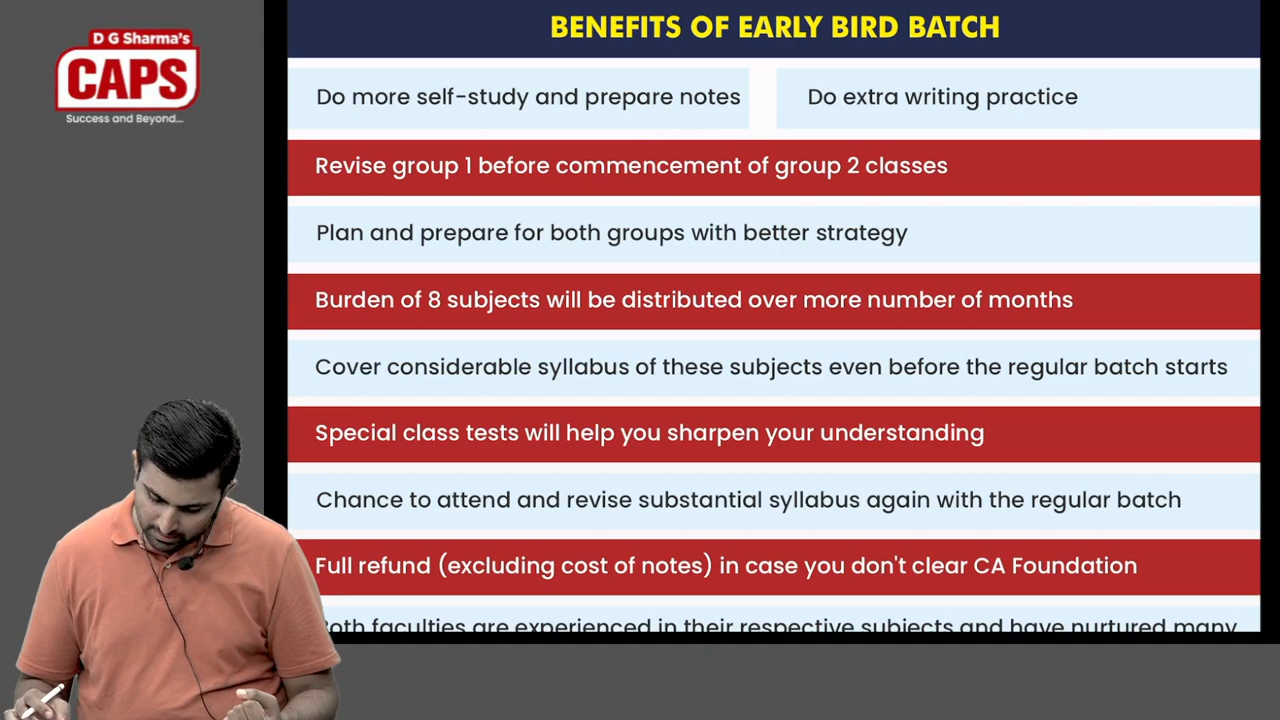 D G Sharma's
CAPS
Success and Beyond...
BENEFITS OF EARLY BIRD BATCH
Do more self-study and prepare notes
Do extra writing practice
Revise group 1 before commencement of group 2 classes
Plan and prepare for both groups with better strategy
Burden of 8 subjects will be distributed over more number of months
Cover considerable syllabus of these subjects even before the regular batch starts
Special class tests will help you sharpen your understanding
Chance to attend and revise substantial syllabus again with the regular batch
Full refund (excluding cost of notes) in case you don't clear CA Foundation
Both faculties are experienced in their respective subjects and have nurtured many